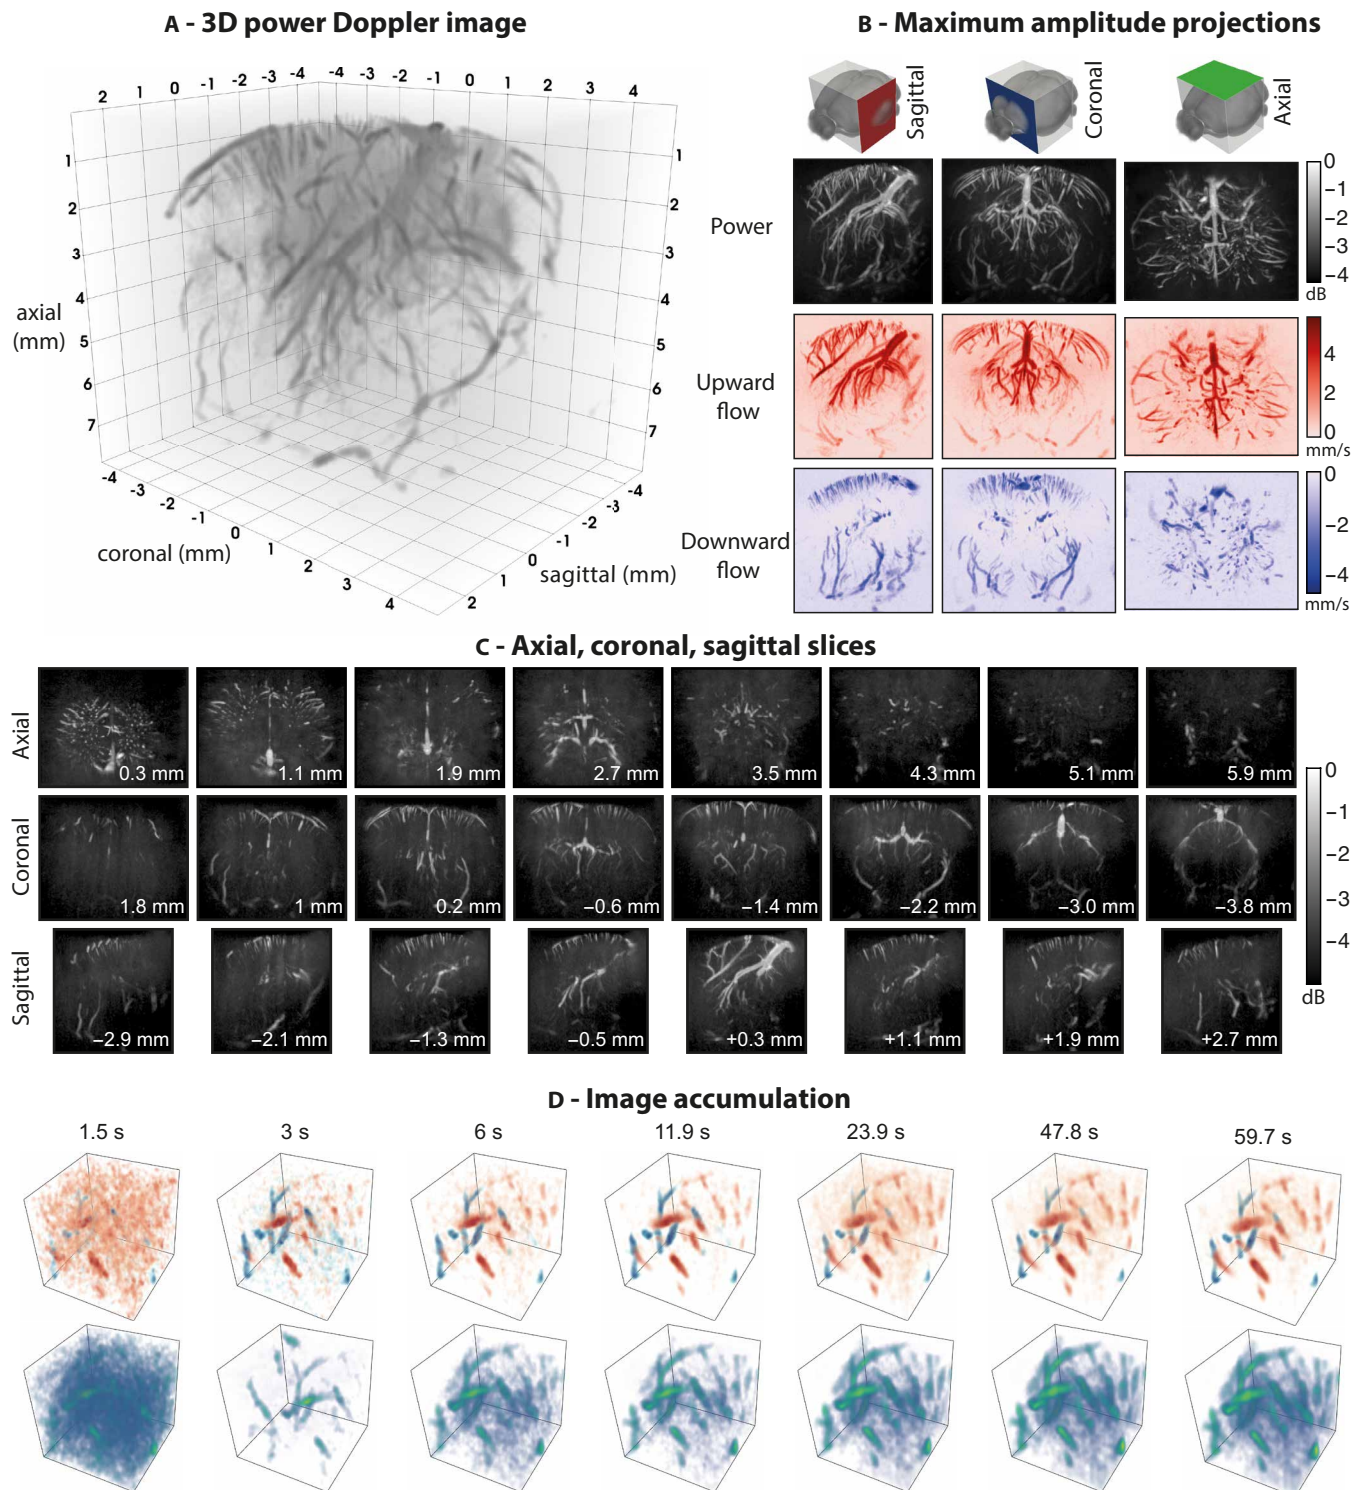 A - 3D power Doppler image
B - Maximum amplitude projections
2 1 0 -1 -2 -3 -4 -4 -3 -2 -1 0 1 2 3 4
1 2 3 4 5 6 7
1 2 3 4 5 6 7
axial
(mm)
-4 -3 -2 -1 0 1 2 3 4
coronal (mm)
2 1 0 -1 -2 -3 -4
sagittal (mm)
Sagittal
Coronal
Axial
Power
0
−1
−2
−3
−4
dB
Upward
flow
4
2
0
mm/s
Downward
flow
0
−2
−4
mm/s
C - Axial, coronal, sagittal slices
Axial
0.3 mm 1.1 mm 1.9 mm 2.7 mm 3.5 mm 4.3 mm 5.1 mm 5.9 mm
Coronal
1.8 mm 1 mm 0.2 mm −0.6 mm −1.4 mm −2.2 mm −3.0 mm −3.8 mm
Sagittal
−2.9 mm −2.1 mm −1.3 mm −0.5 mm +0.3 mm +1.1 mm +1.9 mm +2.7 mm
0
−1
−2
−3
−4
dB
D - Image accumulation
1.5 s 3 s 6 s 11.9 s 23.9 s 47.8 s 59.7 s